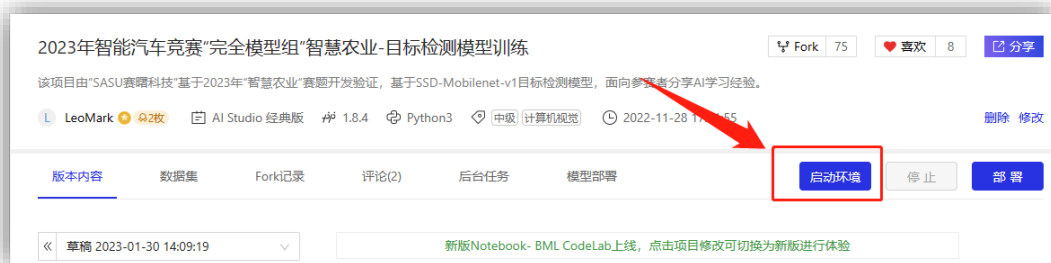 2023年智能汽车竞赛“完全模型组”智慧农业-目标检测模型训练
Fork 75 喜欢 8 分享
该项目由“SASU赛曙科技”基于2023年“智慧农业”赛题开发验证，基于SSD-Mobilenet-v1目标检测模型，面向参赛者分享AI学习经验。
L LeoMark 2枚 AI Studio 经典版 1.8.4 Python3 中级 计算机视觉 2022-11-28 删除 修改
版本内容 数据集 Fork记录 评论(2) 后台任务 模型部署 启动环境 停止 部署
草稿 2023-01-30 14:09:19 新版Notebook- BML CodeLab上线，点击项目修改可切换为新版进行体验